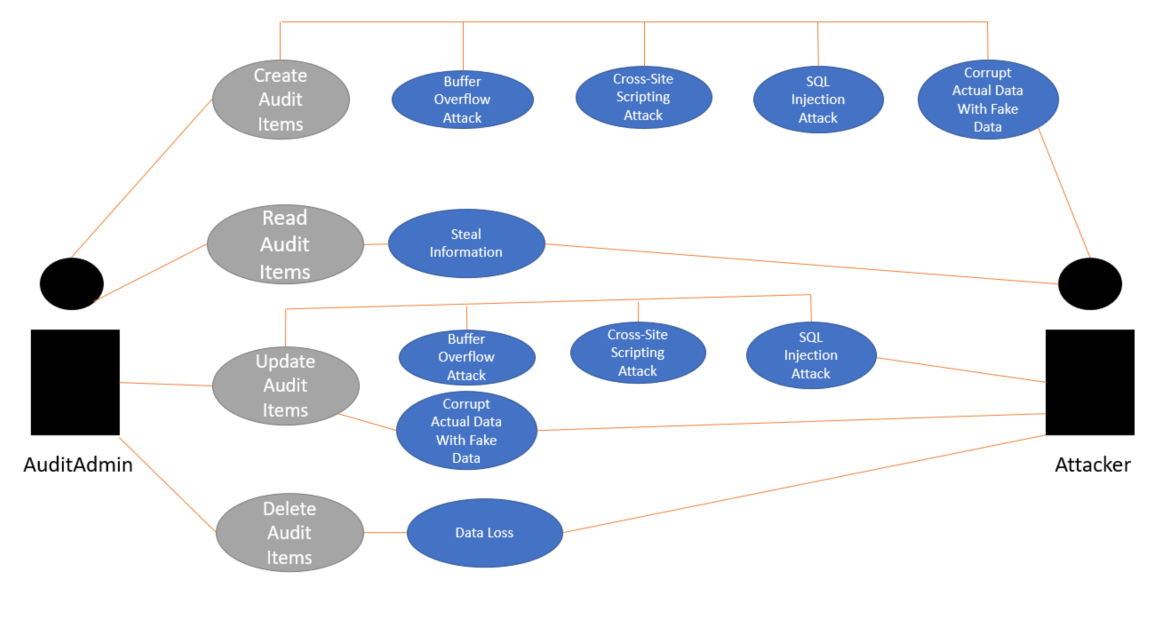 Create
Audit
Items
Buffer
Overflow
Attack
Cross-Site
Scripting
Attack
SQL
Injection
Attack
Corrupt
Actual Data
With Fake
Data
Read
Audit
Items
Steal
Information
Update
Audit
Items
Buffer
Overflow
Attack
Cross-Site
Scripting
Attack
SQL
Injection
Attack
Corrupt
Actual Data
With Fake
Data
AuditAdmin
Attacker
Delete
Audit
Items
Data Loss